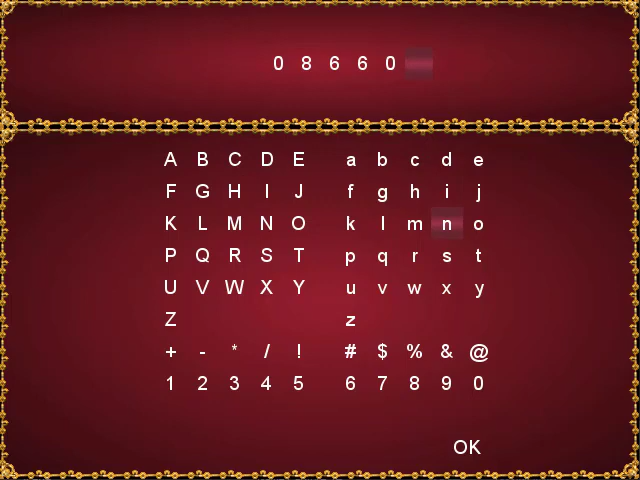 0 8 6 6 0
A B C D E a b c d e
F G H I J f g h i j
K L M N O k l m n o
P Q R S T p q r s t
U V W X Y u v w x y
Z z
+ - * / ! # $ % & @
1 2 3 4 5 6 7 8 9 0
OK